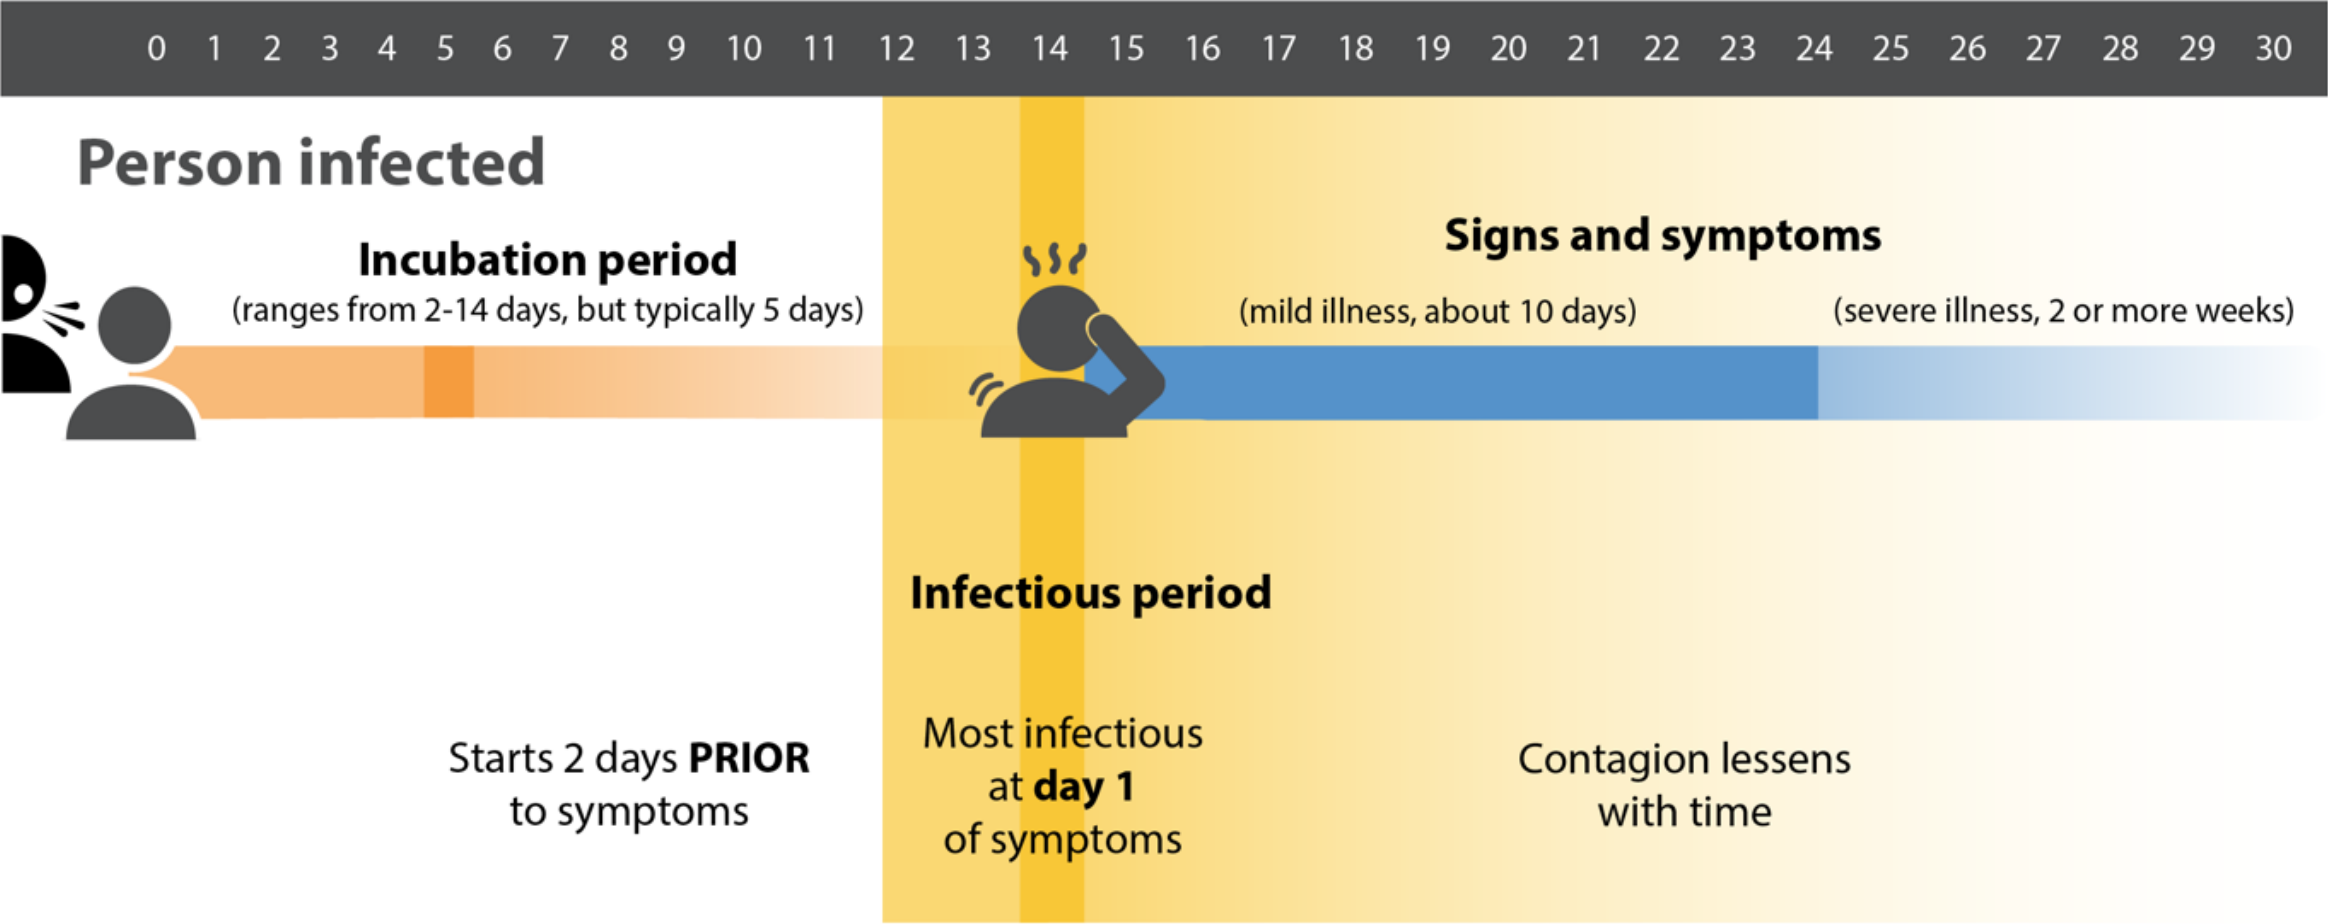 0 1 2 3 4 5 6 7 8 9 10 11 12 13 14 15 16 17 18 19 20 21 22 23 24 25 26 27 28 29 30
Person infected
Incubation period
(ranges from 2-14 days, but typically 5 days)
Signs and symptoms
(mild illness, about 10 days) (severe illness, 2 or more weeks)
Infectious period
Starts 2 days PRIOR
to symptoms
Most infectious
at day 1
of symptoms
Contagion lessens
with time